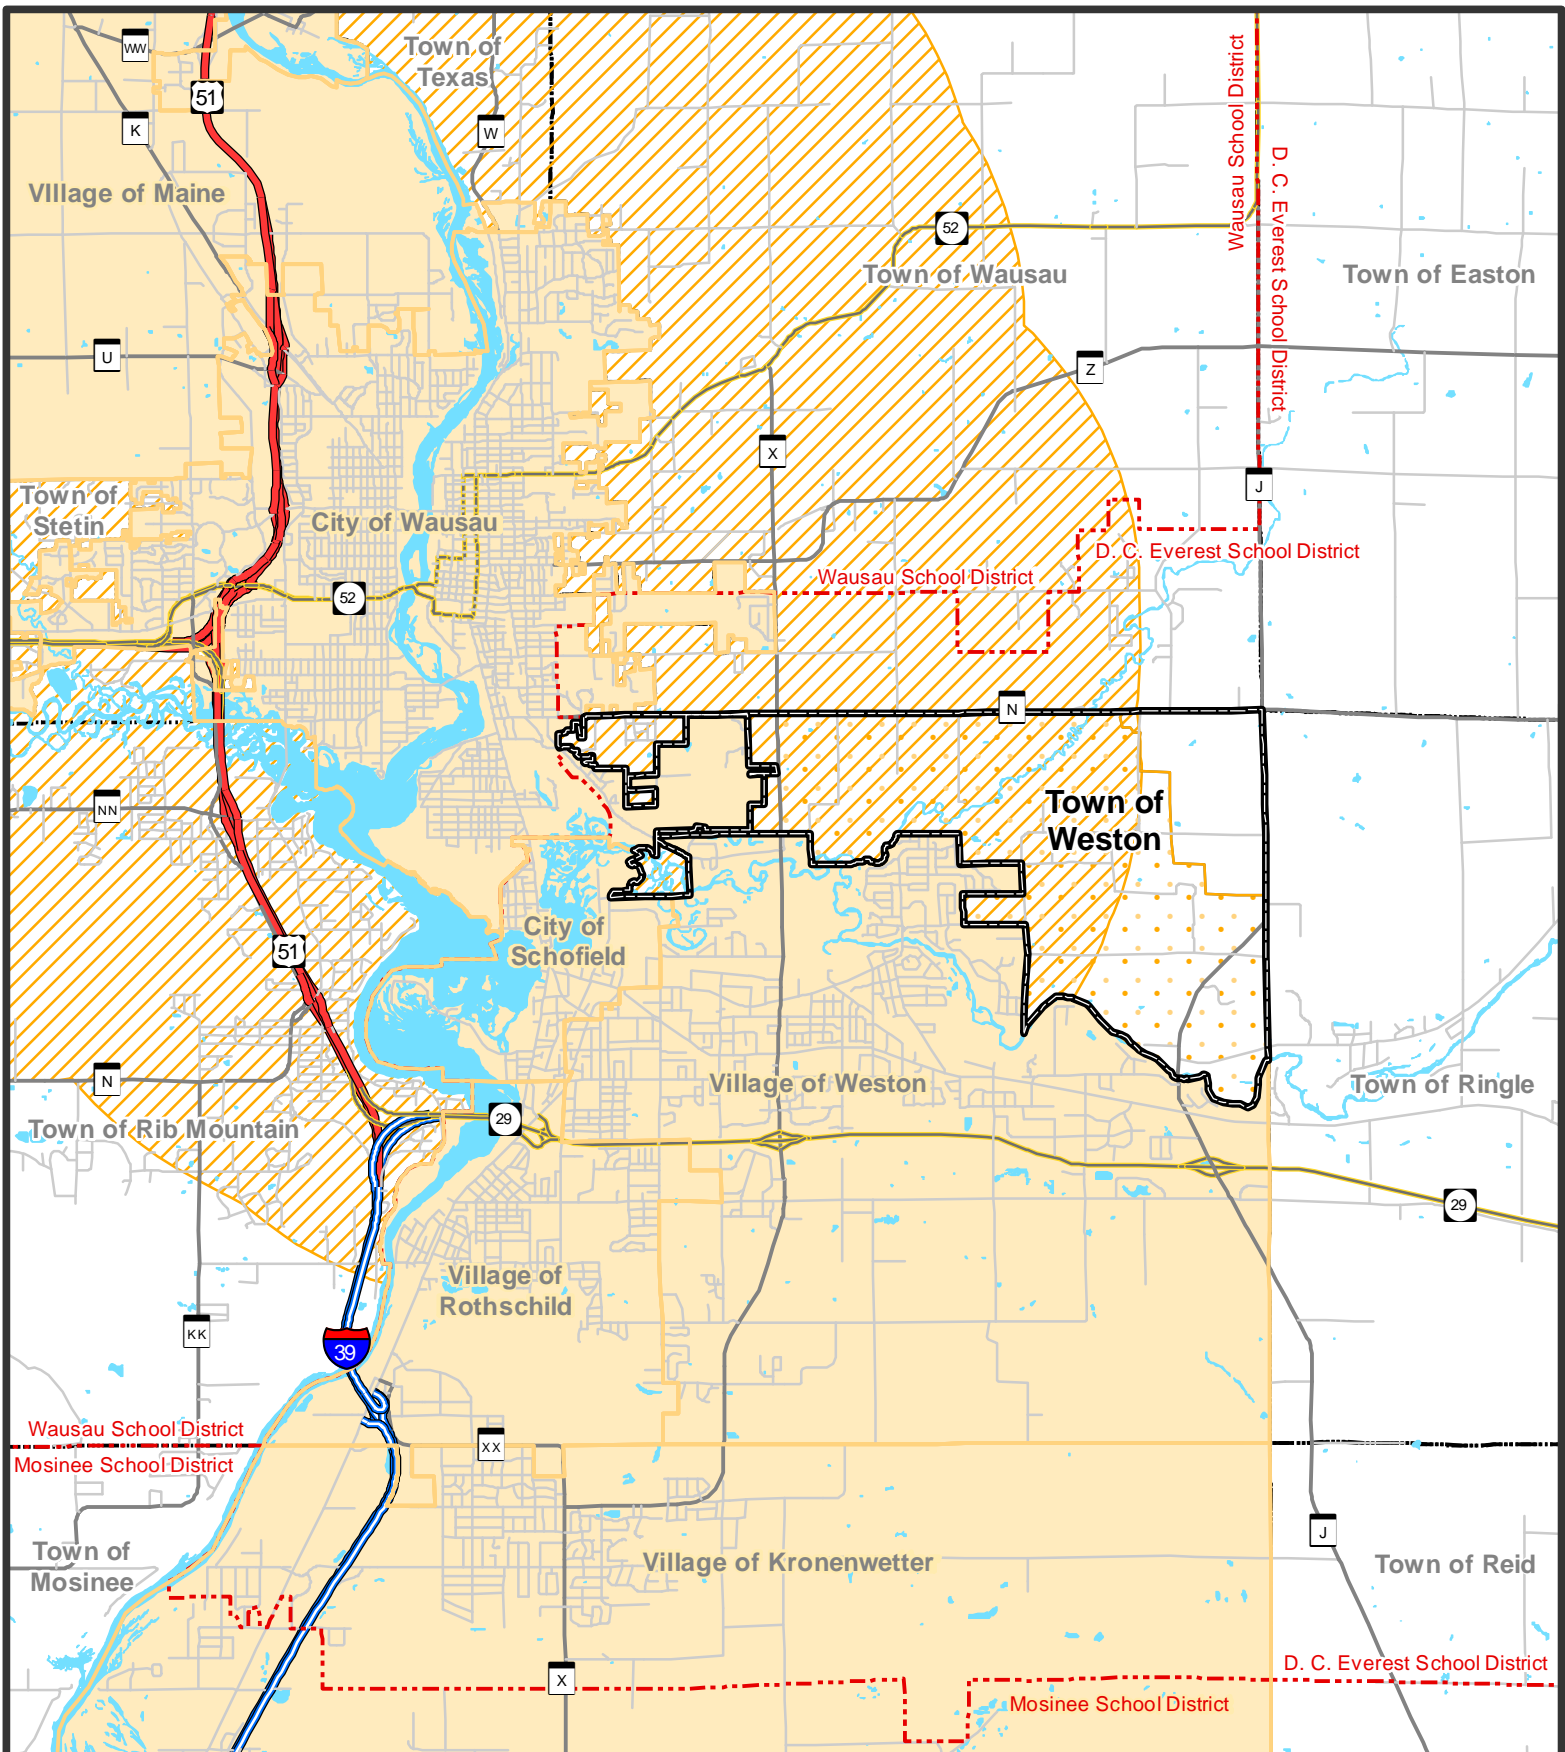 WW
Town of
Texas
51
K
W
Wausau School District
D. C. Everest School District
VIllage of Maine
52
Town of Wausau
Town of Easton
U
Z
X
J
Town of
Stetin
City of Wausau
D. C. Everest School District
Wausau School District
52
N
NN
Town of
Weston
51
City of
Schofield
N
Village of Weston
Town of Ringle
29
Town of Rib Mountain
29
Village of
Rothschild
KK
39
Wausau School District
XX
Mosinee School District
J
Town of
Mosinee
Village of Kronenwetter
Town of Reid
D. C. Everest School District
X
Mosinee School District